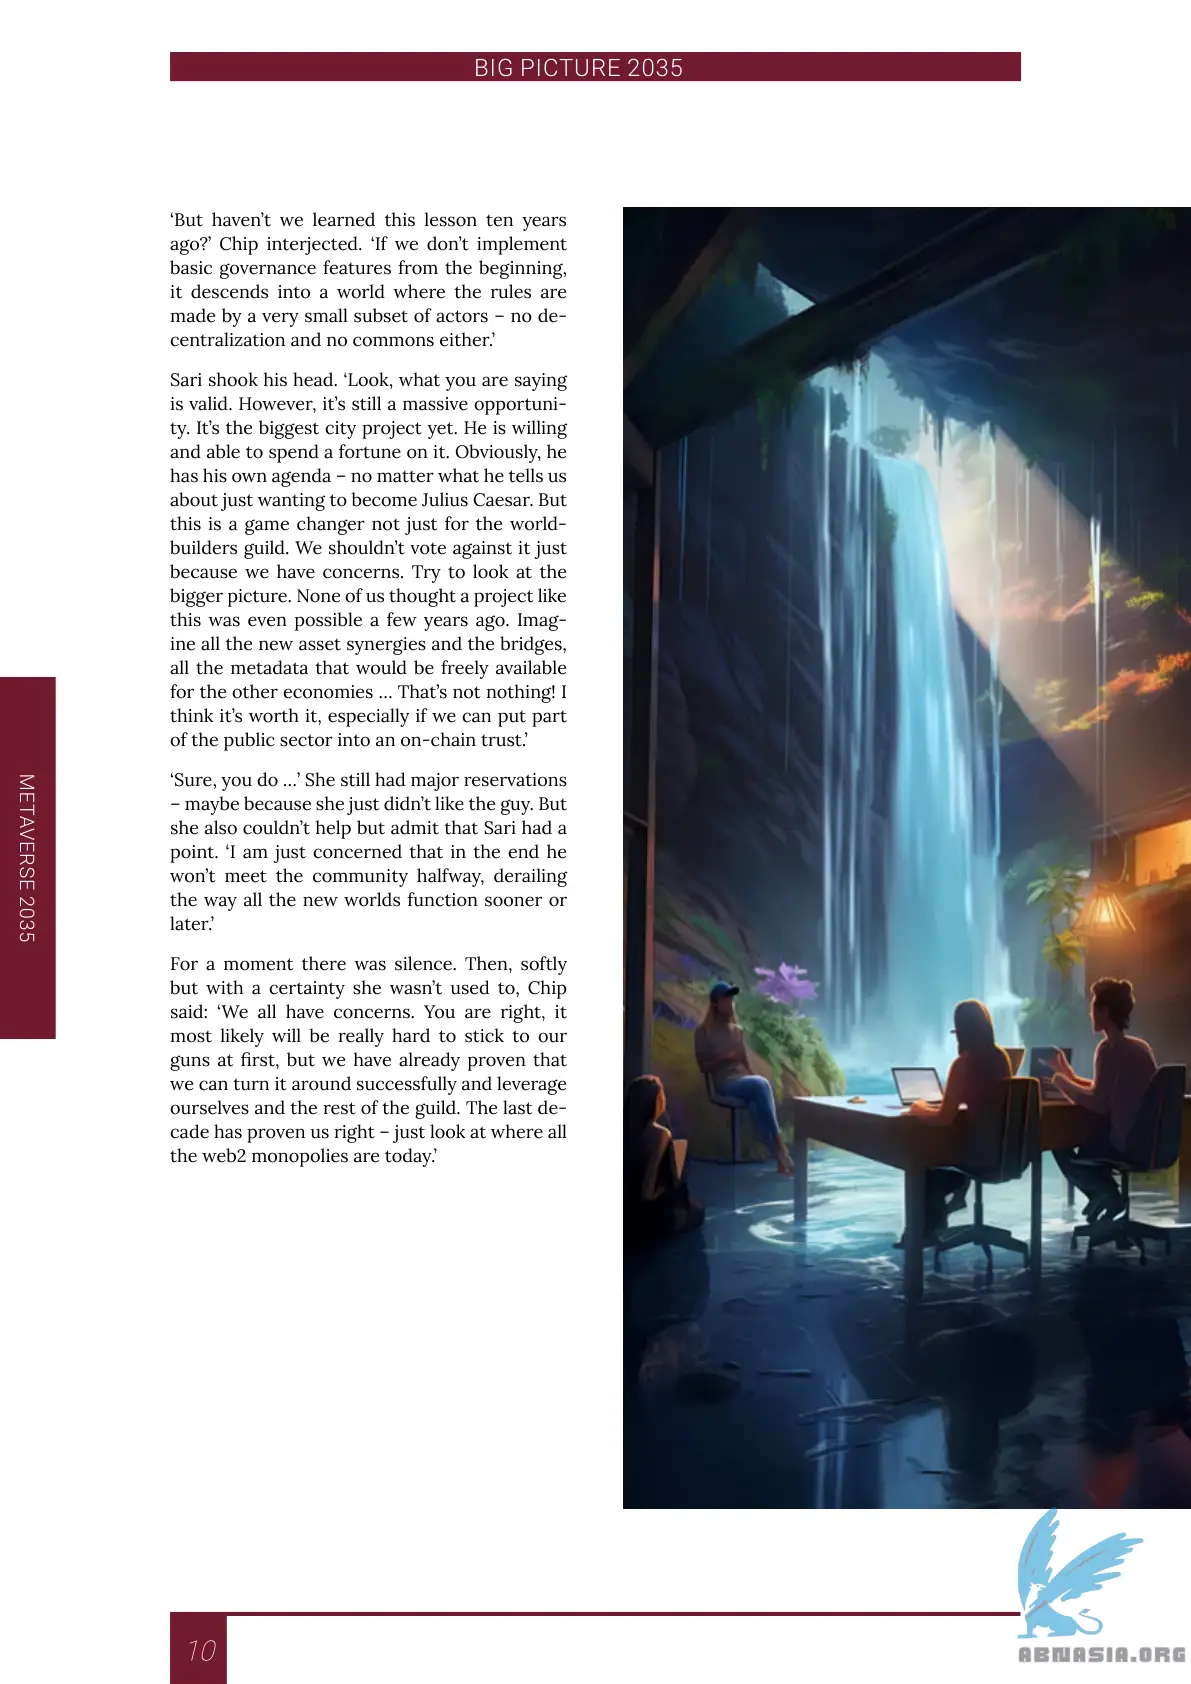 BIG PICTURE 2035
‘But haven’t we learned this lesson ten years
ago?’ Chip interjected. ‘If we don’t implement
basic governance features from the beginning,
it descends into a world where the rules are
made by a very small subset of actors – no de-
centralization and no commons either.’
Sari shook his head. ‘Look, what you are saying
is valid. However, it’s still a massive opportuni-
ty. It’s the biggest city project yet. He is willing
and able to spend a fortune on it. Obviously, he
has his own agenda – no matter what he tells us
about just wanting to become Julius Caesar. But
this is a game changer not just for the world-
builders guild. We shouldn’t vote against it just
because we have concerns. Try to look at the
bigger picture. None of us thought a project like
this was even possible a few years ago. Imag-
ine all the new asset synergies and the bridges,
all the metadata that would be freely available
for the other economies … That’s not nothing! I
think it’s worth it, especially if we can put part
of the public sector into an on-chain trust.’
‘Sure, you do …’ She still had major reservations
– maybe because she just didn’t like the guy. But
she also couldn’t help but admit that Sari had a
point. ‘I am just concerned that in the end he
won’t meet the community halfway, derailing
the way all the new worlds function sooner or
later.’
For a moment there was silence. Then, softly
but with a certainty she wasn’t used to, Chip
said: ‘We all have concerns. You are right, it
most likely will be really hard to stick to our
guns at first, but we have already proven that
we can turn it around successfully and leverage
ourselves and the rest of the guild. The last de-
cade has proven us right – just look at where all
the web2 monopolies are today.’
METAVERSE 2035
10
ABNASIA.ORG